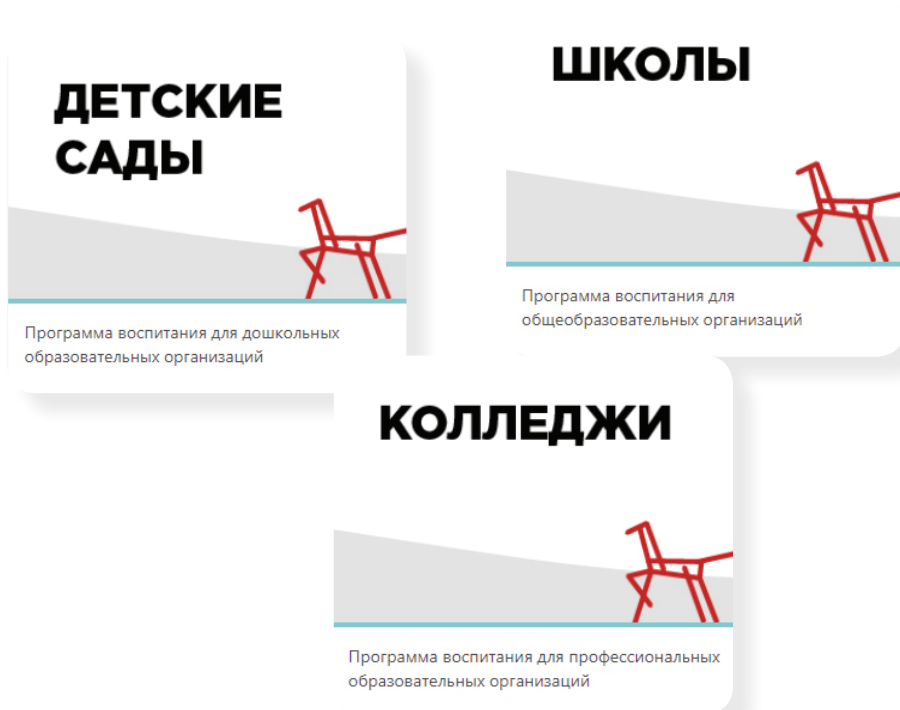 ДЕТСКИЕ
САДЫ
Программа воспитания для дошкольных
образовательных организаций
ШКОЛЫ
Программа воспитания для
общеобразовательных организаций
КОЛЛЕДЖИ
Программа воспитания для профессиональных
образовательных организаций